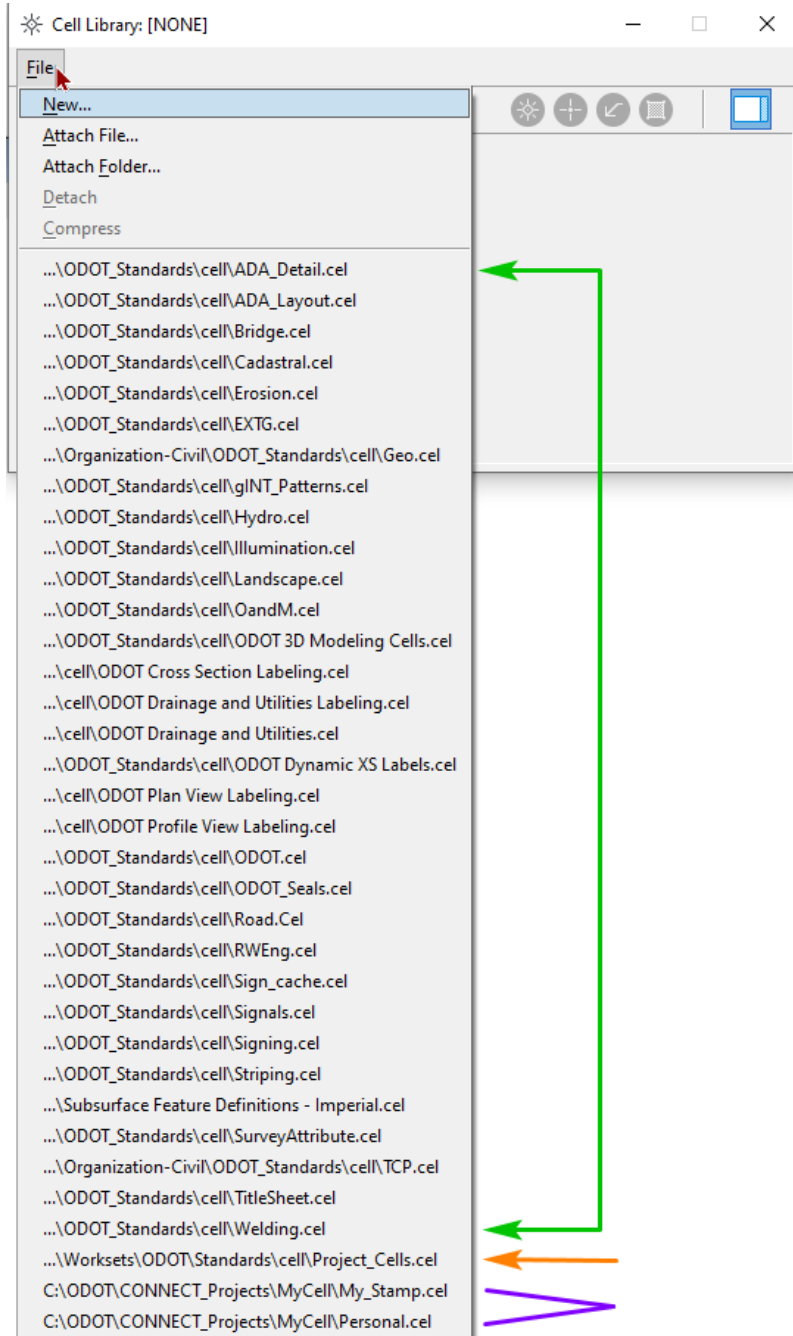 Cell Library: [NONE]
File
New...
Attach File...
Attach Folder...
Detach
Compress
...\ODOT_Standards\cell\ADA_Detail.cel
...\ODOT_Standards\cell\ADA_Layout.cel
...\ODOT_Standards\cell\Bridge.cel
...\ODOT_Standards\cell\Cadastral.cel
...\ODOT_Standards\cell\Erosion.cel
...\ODOT_Standards\cell\EXTG.cel
...\Organization-Civil\ODOT_Standards\cell\Geo.cel
...\ODOT_Standards\cell\gINT_Patterns.cel
...\ODOT_Standards\cell\Hydro.cel
...\ODOT_Standards\cell\Illumination.cel
...\ODOT_Standards\cell\Landscape.cel
...\ODOT_Standards\cell\OandM.cel
...\ODOT_Standards\cell\ODOT 3D Modeling Cells.cel
...\cell\ODOT Cross Section Labeling.cel
...\cell\ODOT Drainage and Utilities Labeling.cel
...\cell\ODOT Drainage and Utilities.cel
...\ODOT_Standards\cell\ODOT Dynamic XS Labels.cel
...\cell\ODOT Plan View Labeling.cel
...\cell\ODOT Profile View Labeling.cel
...\ODOT_Standards\cell\ODOT.cel
...\ODOT_Standards\cell\ODOT_Seals.cel
...\ODOT_Standards\cell\Road.Cel
...\ODOT_Standards\cell\RWEng.cel
...\ODOT_Standards\cell\Sign_cache.cel
...\ODOT_Standards\cell\Signals.cel
...\ODOT_Standards\cell\Signing.cel
...\ODOT_Standards\cell\Striping.cel
...\Subsurface Feature Definitions - Imperial.cel
...\ODOT_Standards\cell\SurveyAttribute.cel
...\Organization-Civil\ODOT_Standards\cell\TCP.cel
...\ODOT_Standards\cell\TitleSheet.cel
...\ODOT_Standards\cell\Welding.cel
...\Worksets\ODOT\Standards\cell\Project_Cells.cel
C:\ODOT\CONNECT_Projects\MyCell\My_Stamp.cel
C:\ODOT\CONNECT_Projects\MyCell\Personal.cel